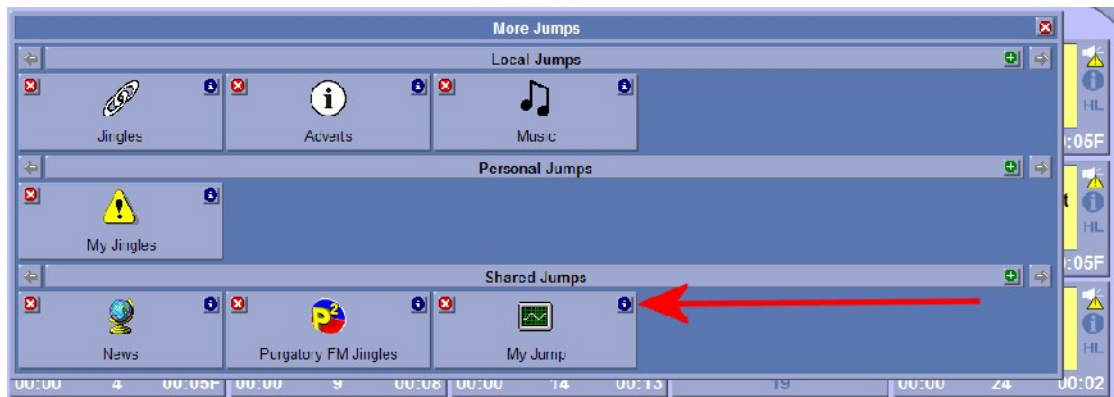 More Jumps
Local Jumps
Jingles Adverts Music
HL
:05F
Personal Jumps
My Jingles
t
HL
:05F
Shared Jumps
P²
News Purgatory FM Jingles My Jump
HL
00:00 4 00:05F 00:00 9 00:08 00:00 14 00:13 19 00:00 24 00:02